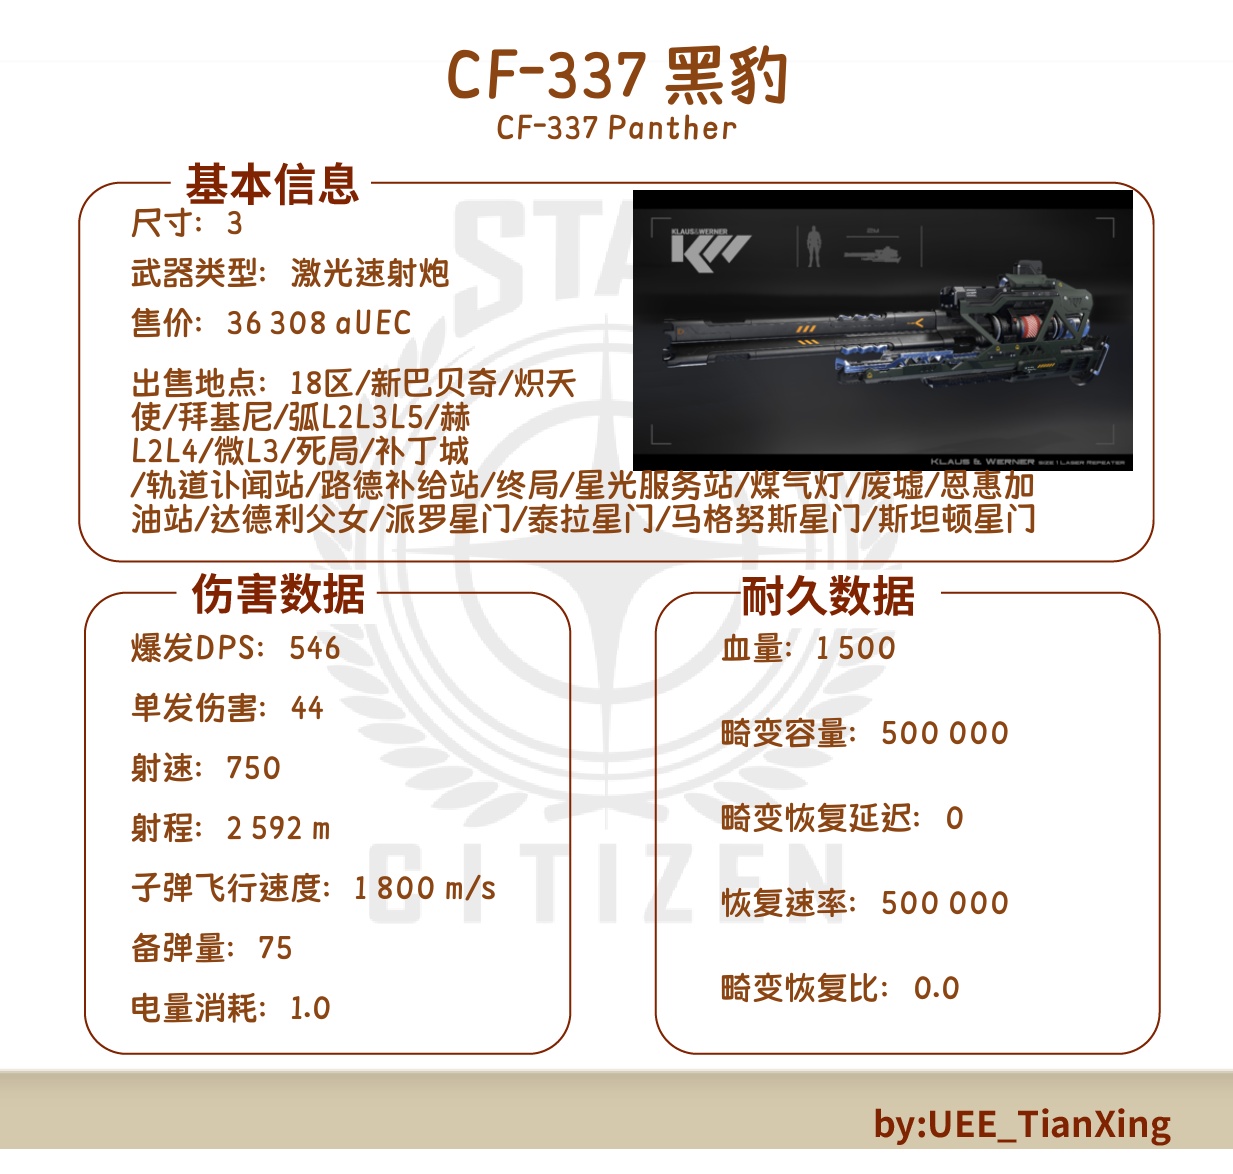 CF-337 黑豹
CF-337 Panther
基本信息
尺寸： 3
武器类型： 激光速射炮
售价： 36 308 aUEC
出售地点： 18区/新巴贝奇/炽天
使/拜基尼/弧L2L3L5/赫
L2L4/微L3/死局/补丁城
/轨道讣闻站/路德补给站/终局/星光服务站/煤气灯/废墟/恩惠加
油站/达德利父女/派罗星门/泰拉星门/马格努斯星门/斯坦顿星门
KLAUS&WERNER
KW
KLAUS & WERNER SIZE 1 LASER REPEATER
伤害数据
爆发DPS： 546
单发伤害： 44
射速： 750
射程： 2 592 m
子弹飞行速度： 1 800 m/s
备弹量： 75
电量消耗： 1.0
耐久数据
血量： 1 500
畸变容量： 500 000
畸变恢复延迟： 0
恢复速率： 500 000
畸变恢复比： 0.0
STA
CITIZEN
by:UEE_TianXing